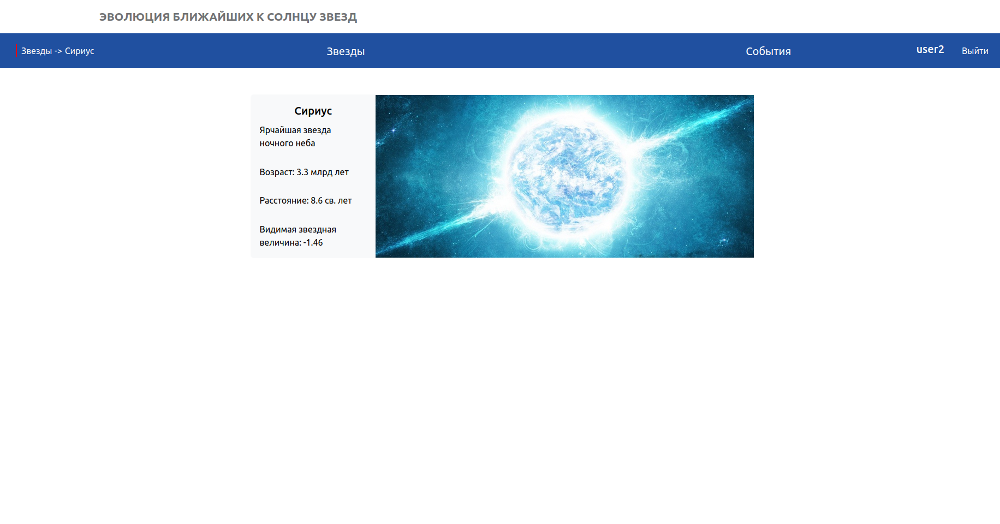 ЭВОЛЮЦИЯ БЛИЖАЙШИХ К СОЛНЦУ ЗВЕЗД
Звезды -> Сириус
Звезды
События
user2
Выйти
Сириус
Ярчайшая звезда
ночного неба
Возраст: 3.3 млрд лет
Расстояние: 8.6 св. лет
Видимая звездная
величина: -1.46